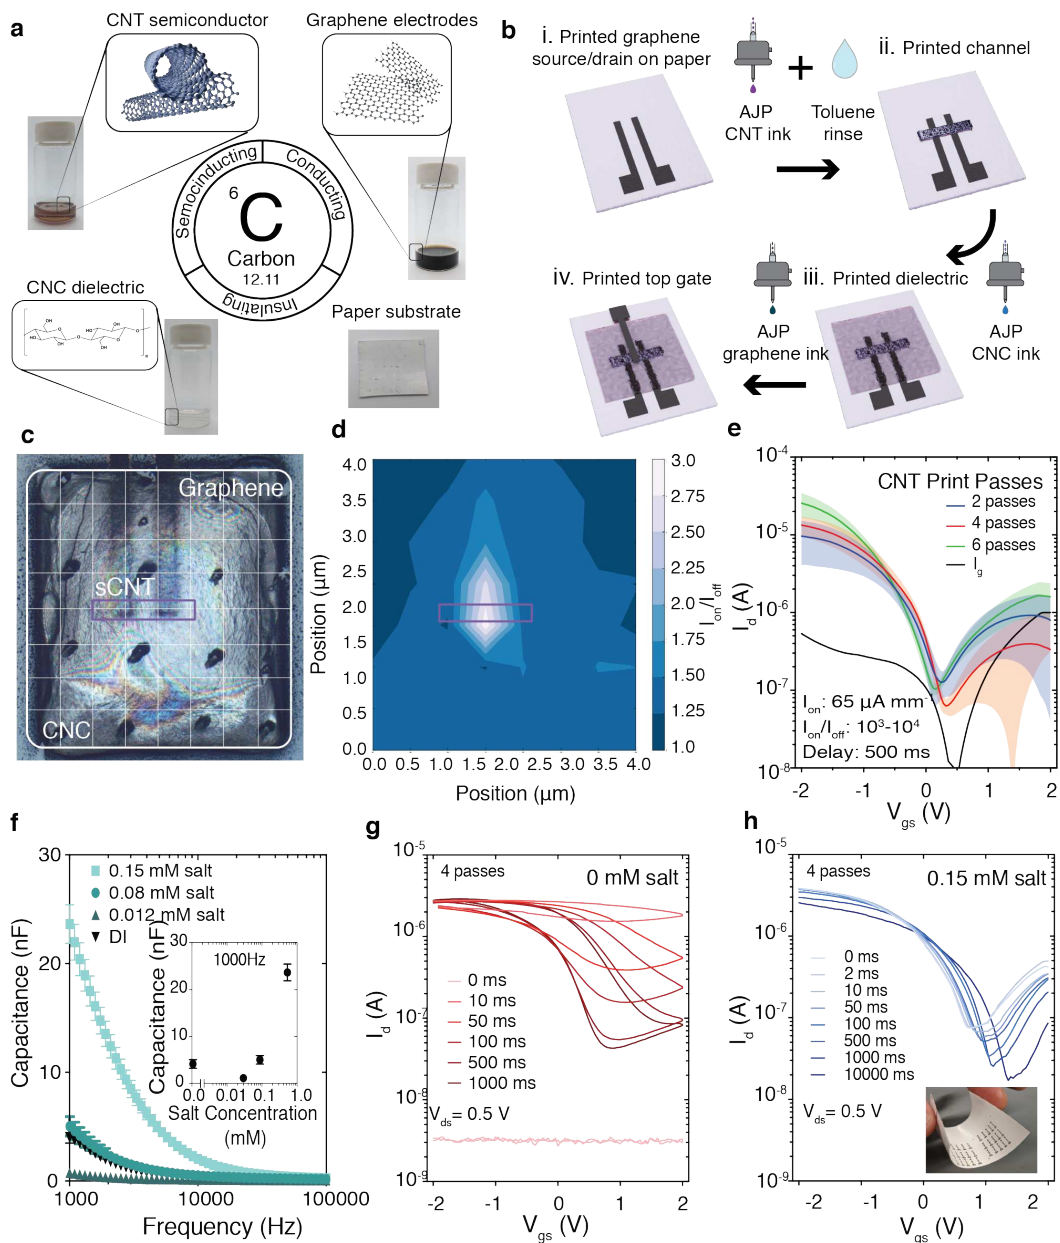 a
CNT semiconductor
Graphene electrodes
Semocinducting
Conducting
Insulating
6
C
Carbon
12.11
CNC dielectric
Paper substrate
b
i. Printed graphene
source/drain on paper
AJP
CNT ink
+
Toluene
rinse
ii. Printed channel
iv. Printed top gate
iii. Printed dielectric
AJP
graphene ink
AJP
CNC ink
c
Graphene
sCNT
CNC
d
4.0
3.5
3.0
2.5
2.0
1.5
1.0
0.5
0.0
Position (µm)
0.0 0.5 1.0 1.5 2.0 2.5 3.0 3.5 4.0
Position (µm)
3.0
2.75
2.50
2.25
2.0
1.75
1.50
1.25
1.0
Ion/Ioff
e
CNT Print Passes
2 passes
4 passes
6 passes
Ig
10-4
10-5
10-6
10-7
10-8
Id (A)
Ion: 65 µA mm-1
Ion/Ioff: 103-104
Delay: 500 ms
-2 -1 0 1 2
Vgs (V)
f
30
20
10
0
Capacitance (nF)
0.15 mM salt
0.08 mM salt
0.012 mM salt
DI
1000Hz
30
20
10
0
Capacitance (nF)
0.0 0.01 0.1 1.0
Salt Concentration
(mM)
1000 10000 100000
Frequency (Hz)
g
4 passes
0 mM salt
10-5
10-6
10-7
10-8
10-9
Id (A)
0 ms
10 ms
50 ms
100 ms
500 ms
1000 ms
Vds= 0.5 V
-2 -1 0 1 2
Vgs (V)
h
4 passes
0.15 mM salt
10-5
10-6
10-7
10-8
10-9
Id (A)
0 ms
2 ms
10 ms
50 ms
100 ms
500 ms
1000 ms
10000 ms
Vds= 0.5 V
-2 -1 0 1 2
Vgs (V)